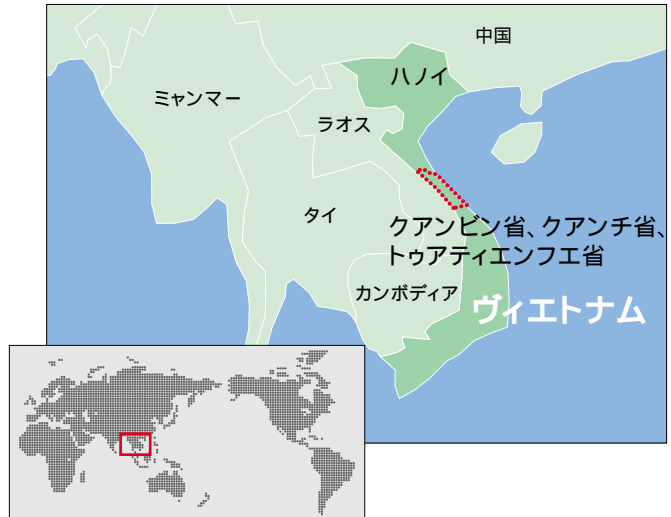 中国
ハノイ
ミャンマー
ラオス
タイ
クアンビン省、クアンチ省、
トゥアティエンフエ省
カンボディア
ヴィエトナム